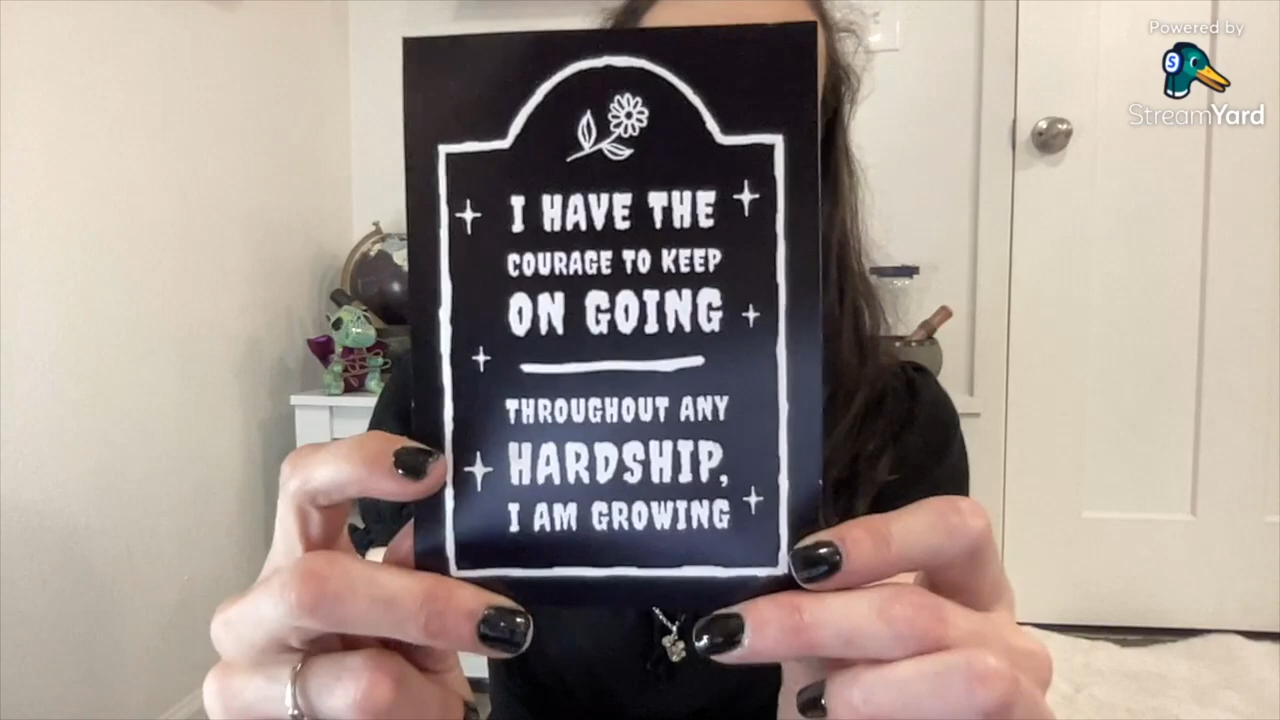 Powered by
S
StreamYard
I HAVE THE
COURAGE TO KEEP
ON GOING
THROUGHOUT ANY
HARDSHIP,
I AM GROWING